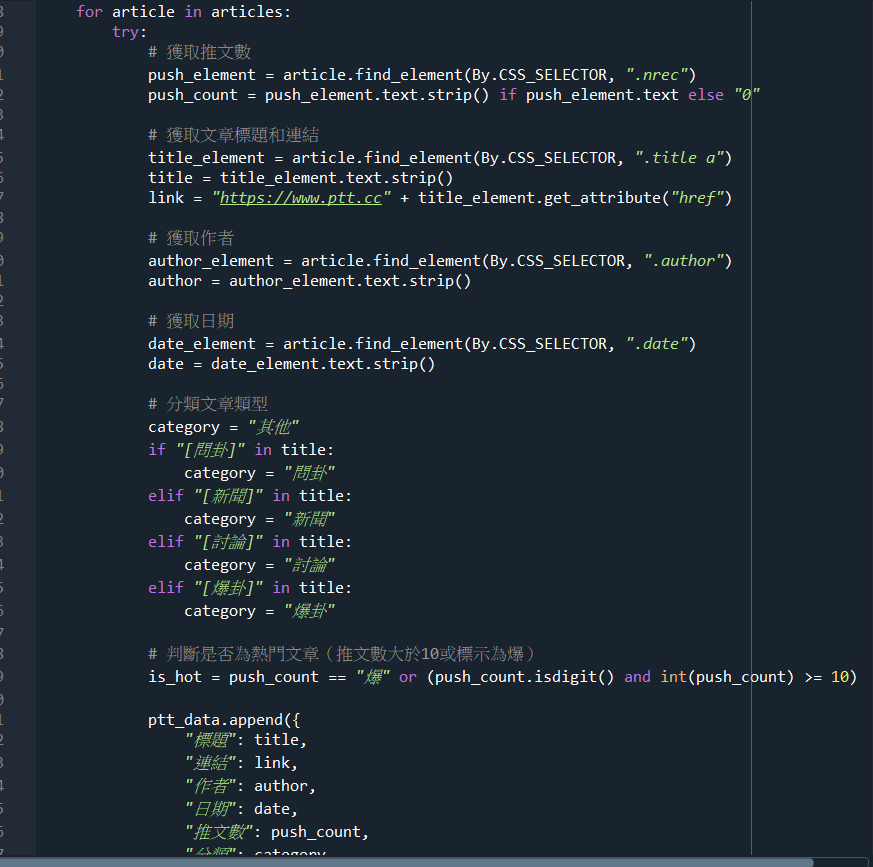 for article in articles:
try:
# 獲取推文數
push_element = article.find_element(By.CSS_SELECTOR, ".nrec")
push_count = push_element.text.strip() if push_element.text else "0"
# 獲取文章標題和連結
title_element = article.find_element(By.CSS_SELECTOR, ".title a")
title = title_element.text.strip()
link = "https://www.ptt.cc" + title_element.get_attribute("href")
# 獲取作者
author_element = article.find_element(By.CSS_SELECTOR, ".author")
author = author_element.text.strip()
# 獲取日期
date_element = article.find_element(By.CSS_SELECTOR, ".date")
date = date_element.text.strip()
# 分類文章類型
category = "其他"
if "[問卦]" in title:
category = "問卦"
elif "[新聞]" in title:
category = "新聞"
elif "[討論]" in title:
category = "討論"
elif "[爆卦]" in title:
category = "爆卦"
# 判斷是否為熱門文章（推文數大於10或標示為爆）
is_hot = push_count == "爆" or (push_count.isdigit() and int(push_count) >= 10)
ptt_data.append({
"標題": title,
"連結": link,
"作者": author,
"日期": date,
"推文數": push_count,
"分類": category